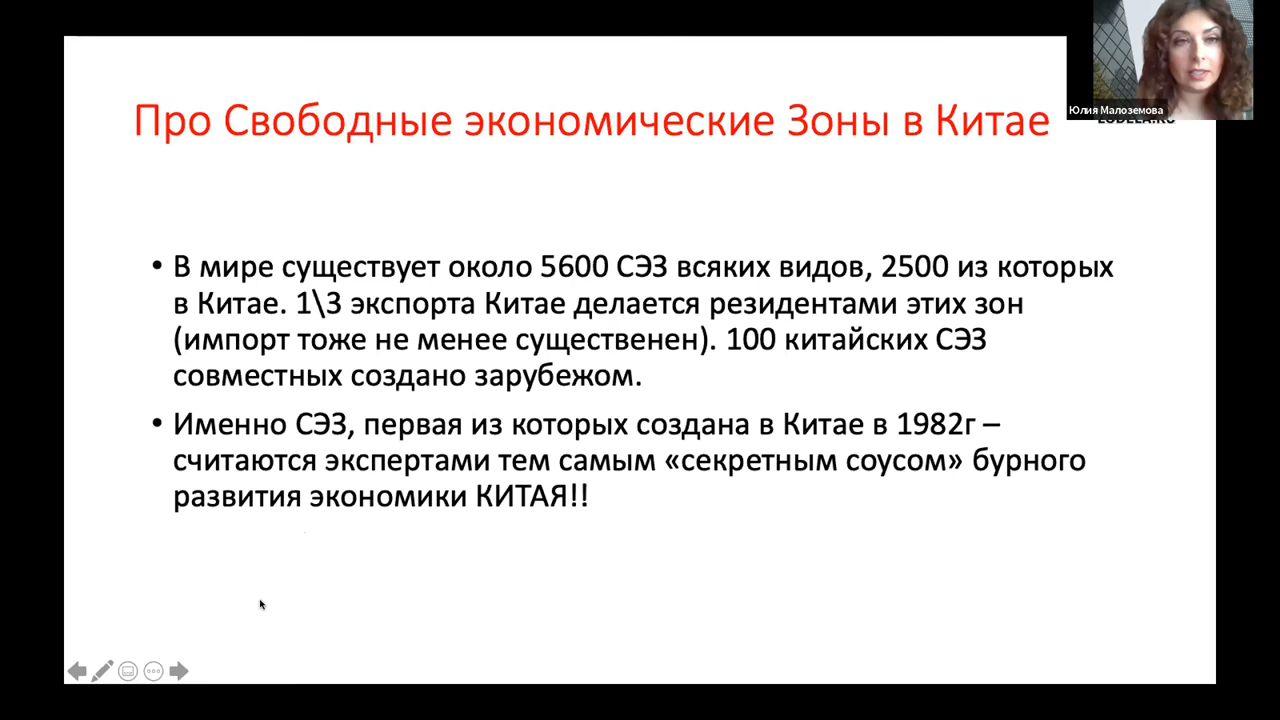 Про Свободные экономические Зоны в Китае
Юлия Малоземова
• В мире существует около 5600 СЭЗ всяких видов, 2500 из которых
в Китае. 1\3 экспорта Китае делается резидентами этих зон
(импорт тоже не менее существенен). 100 китайских СЭЗ
совместных создано зарубежом.
• Именно СЭЗ, первая из которых создана в Китае в 1982г –
считаются экспертами тем самым «секретным соусом» бурного
развития экономики КИТАЯ!!